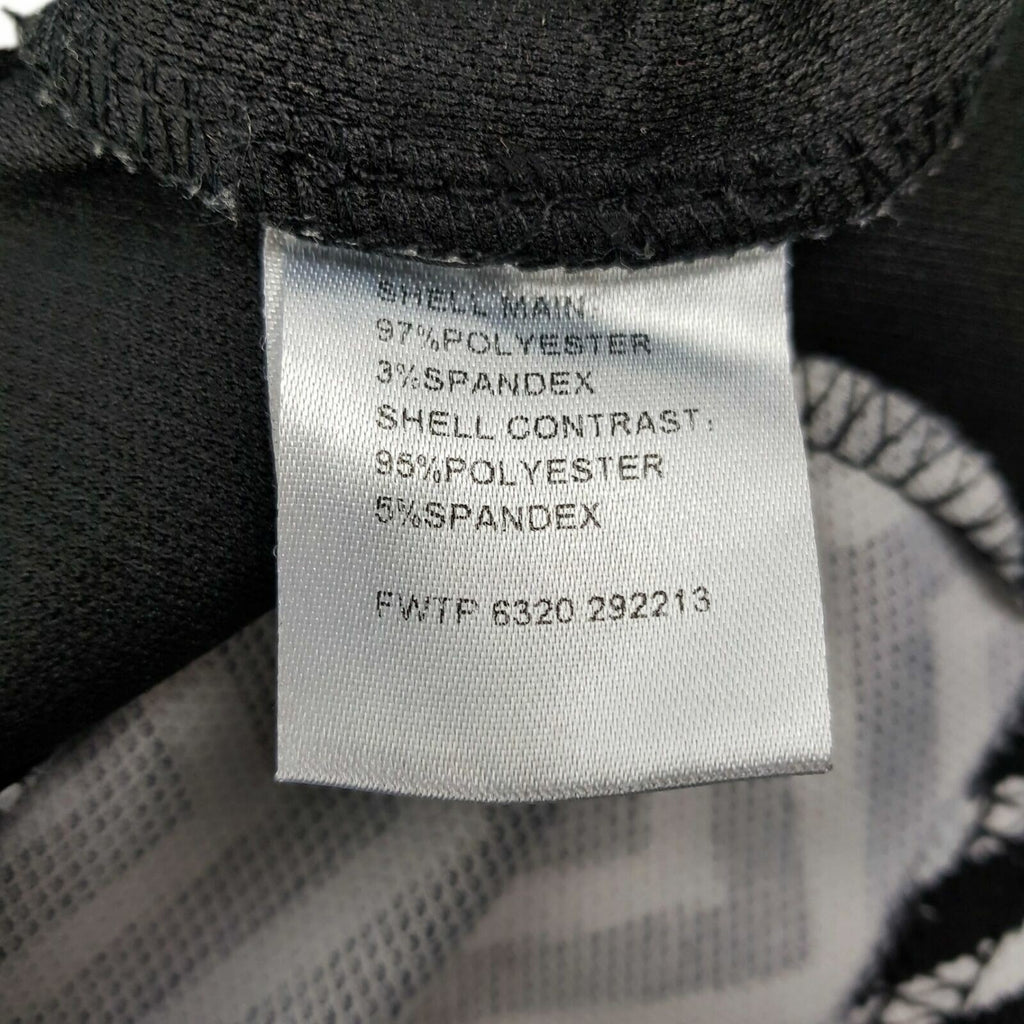 SHELL MAIN:
97%POLYESTER
3%SPANDEX
SHELL CONTRAST:
95%POLYESTER
5%SPANDEX
FWTP 6320 292213